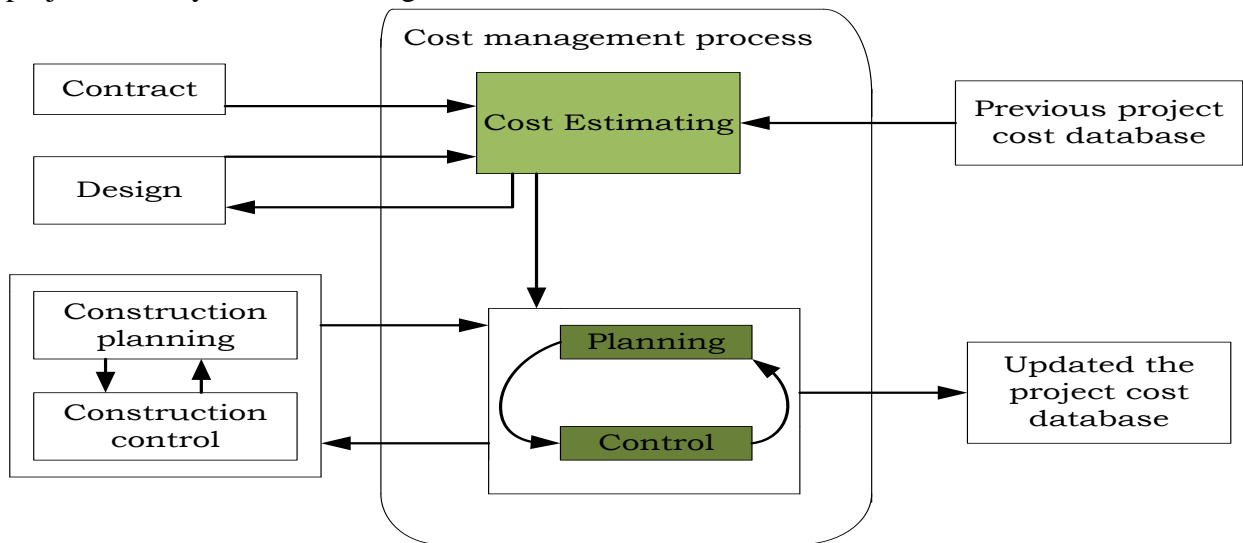 Cost management process
Contract
Cost Estimating
Previous project
cost database
Design
Construction
planning
Construction
control
Planning
Control
Updated the
project cost
database